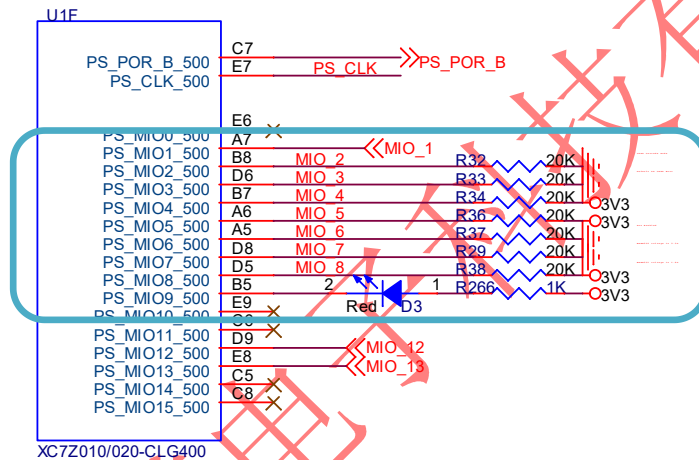 U1F
PS_POR_B_500 C7 PS_POR_B
PS_CLK_500 E7 PS_CLK
PS_MIO0_500 E6
PS_MIO1_500 A7 MIO_1
PS_MIO2_500 B8 MIO_2 R32 20K
PS_MIO3_500 D6 MIO_3 R33 20K
PS_MIO4_500 B7 MIO_4 R34 20K 3V3
PS_MIO5_500 A6 MIO_5 R36 20K 3V3
PS_MIO6_500 A5 MIO_6 R37 20K
PS_MIO7_500 D8 MIO_7 R29 20K
PS_MIO8_500 D5 MIO_8 R38 20K 3V3
PS_MIO9_500 B5 2 Red D3 1 R266 1K 3V3
PS_MIO10_500 E9
PS_MIO11_500
PS_MIO12_500 D9 MIO_12
PS_MIO13_500 E8 MIO_13
PS_MIO14_500 C5
PS_MIO15_500 C8
XC7Z010/020-CLG400